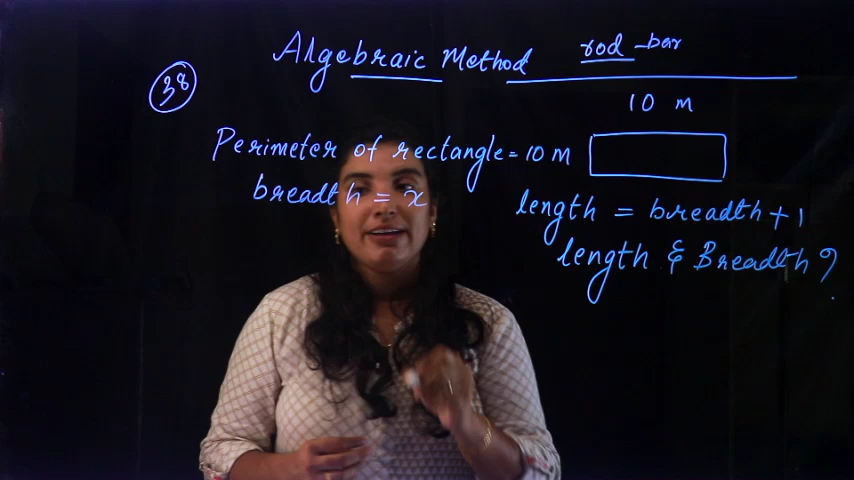 Algebraic Method
rod - bar
38
10 m
Perimeter of rectangle = 10 m
breadth = x
length = breadth + 1
length & Breadth ?